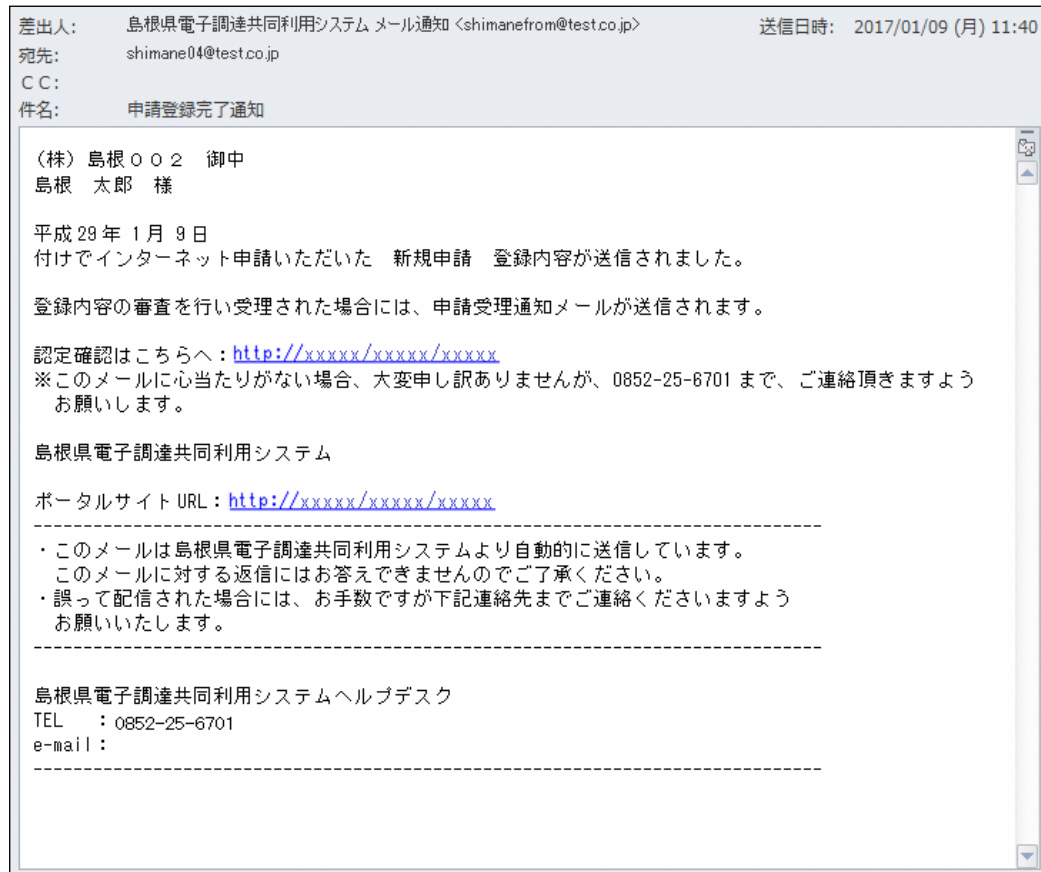 差出人: 島根県電子調達共同利用システム メール通知 <shimanefrom@test.co.jp> 送信日時: 2017/01/09 (月) 11:40
宛先: shimane04@test.co.jp
ＣＣ:
件名: 申請登録完了通知
（株）島根００２　御中
島根　太郎　様
平成29年 1月 9日
付けでインターネット申請いただいた　新規申請　登録内容が送信されました。
登録内容の審査を行い受理された場合には、申請受理通知メールが送信されます。
認定確認はこちらへ：http://xxxxx/xxxxx/xxxxx
※このメールに心当たりがない場合、大変申し訳ありませんが、0852-25-6701 まで、ご連絡頂きますよう
お願いします。
島根県電子調達共同利用システム
ポータルサイトURL：http://xxxxx/xxxxx/xxxxx
-------------------------------------------------------------------------------
・このメールは島根県電子調達共同利用システムより自動的に送信しています。
このメールに対する返信にはお答えできませんのでご了承ください。
・誤って配信された場合には、お手数ですが下記連絡先までご連絡くださいますよう
お願いいたします。
-------------------------------------------------------------------------------
島根県電子調達共同利用システムヘルプデスク
TEL　：0852-25-6701
e-mail：
-------------------------------------------------------------------------------